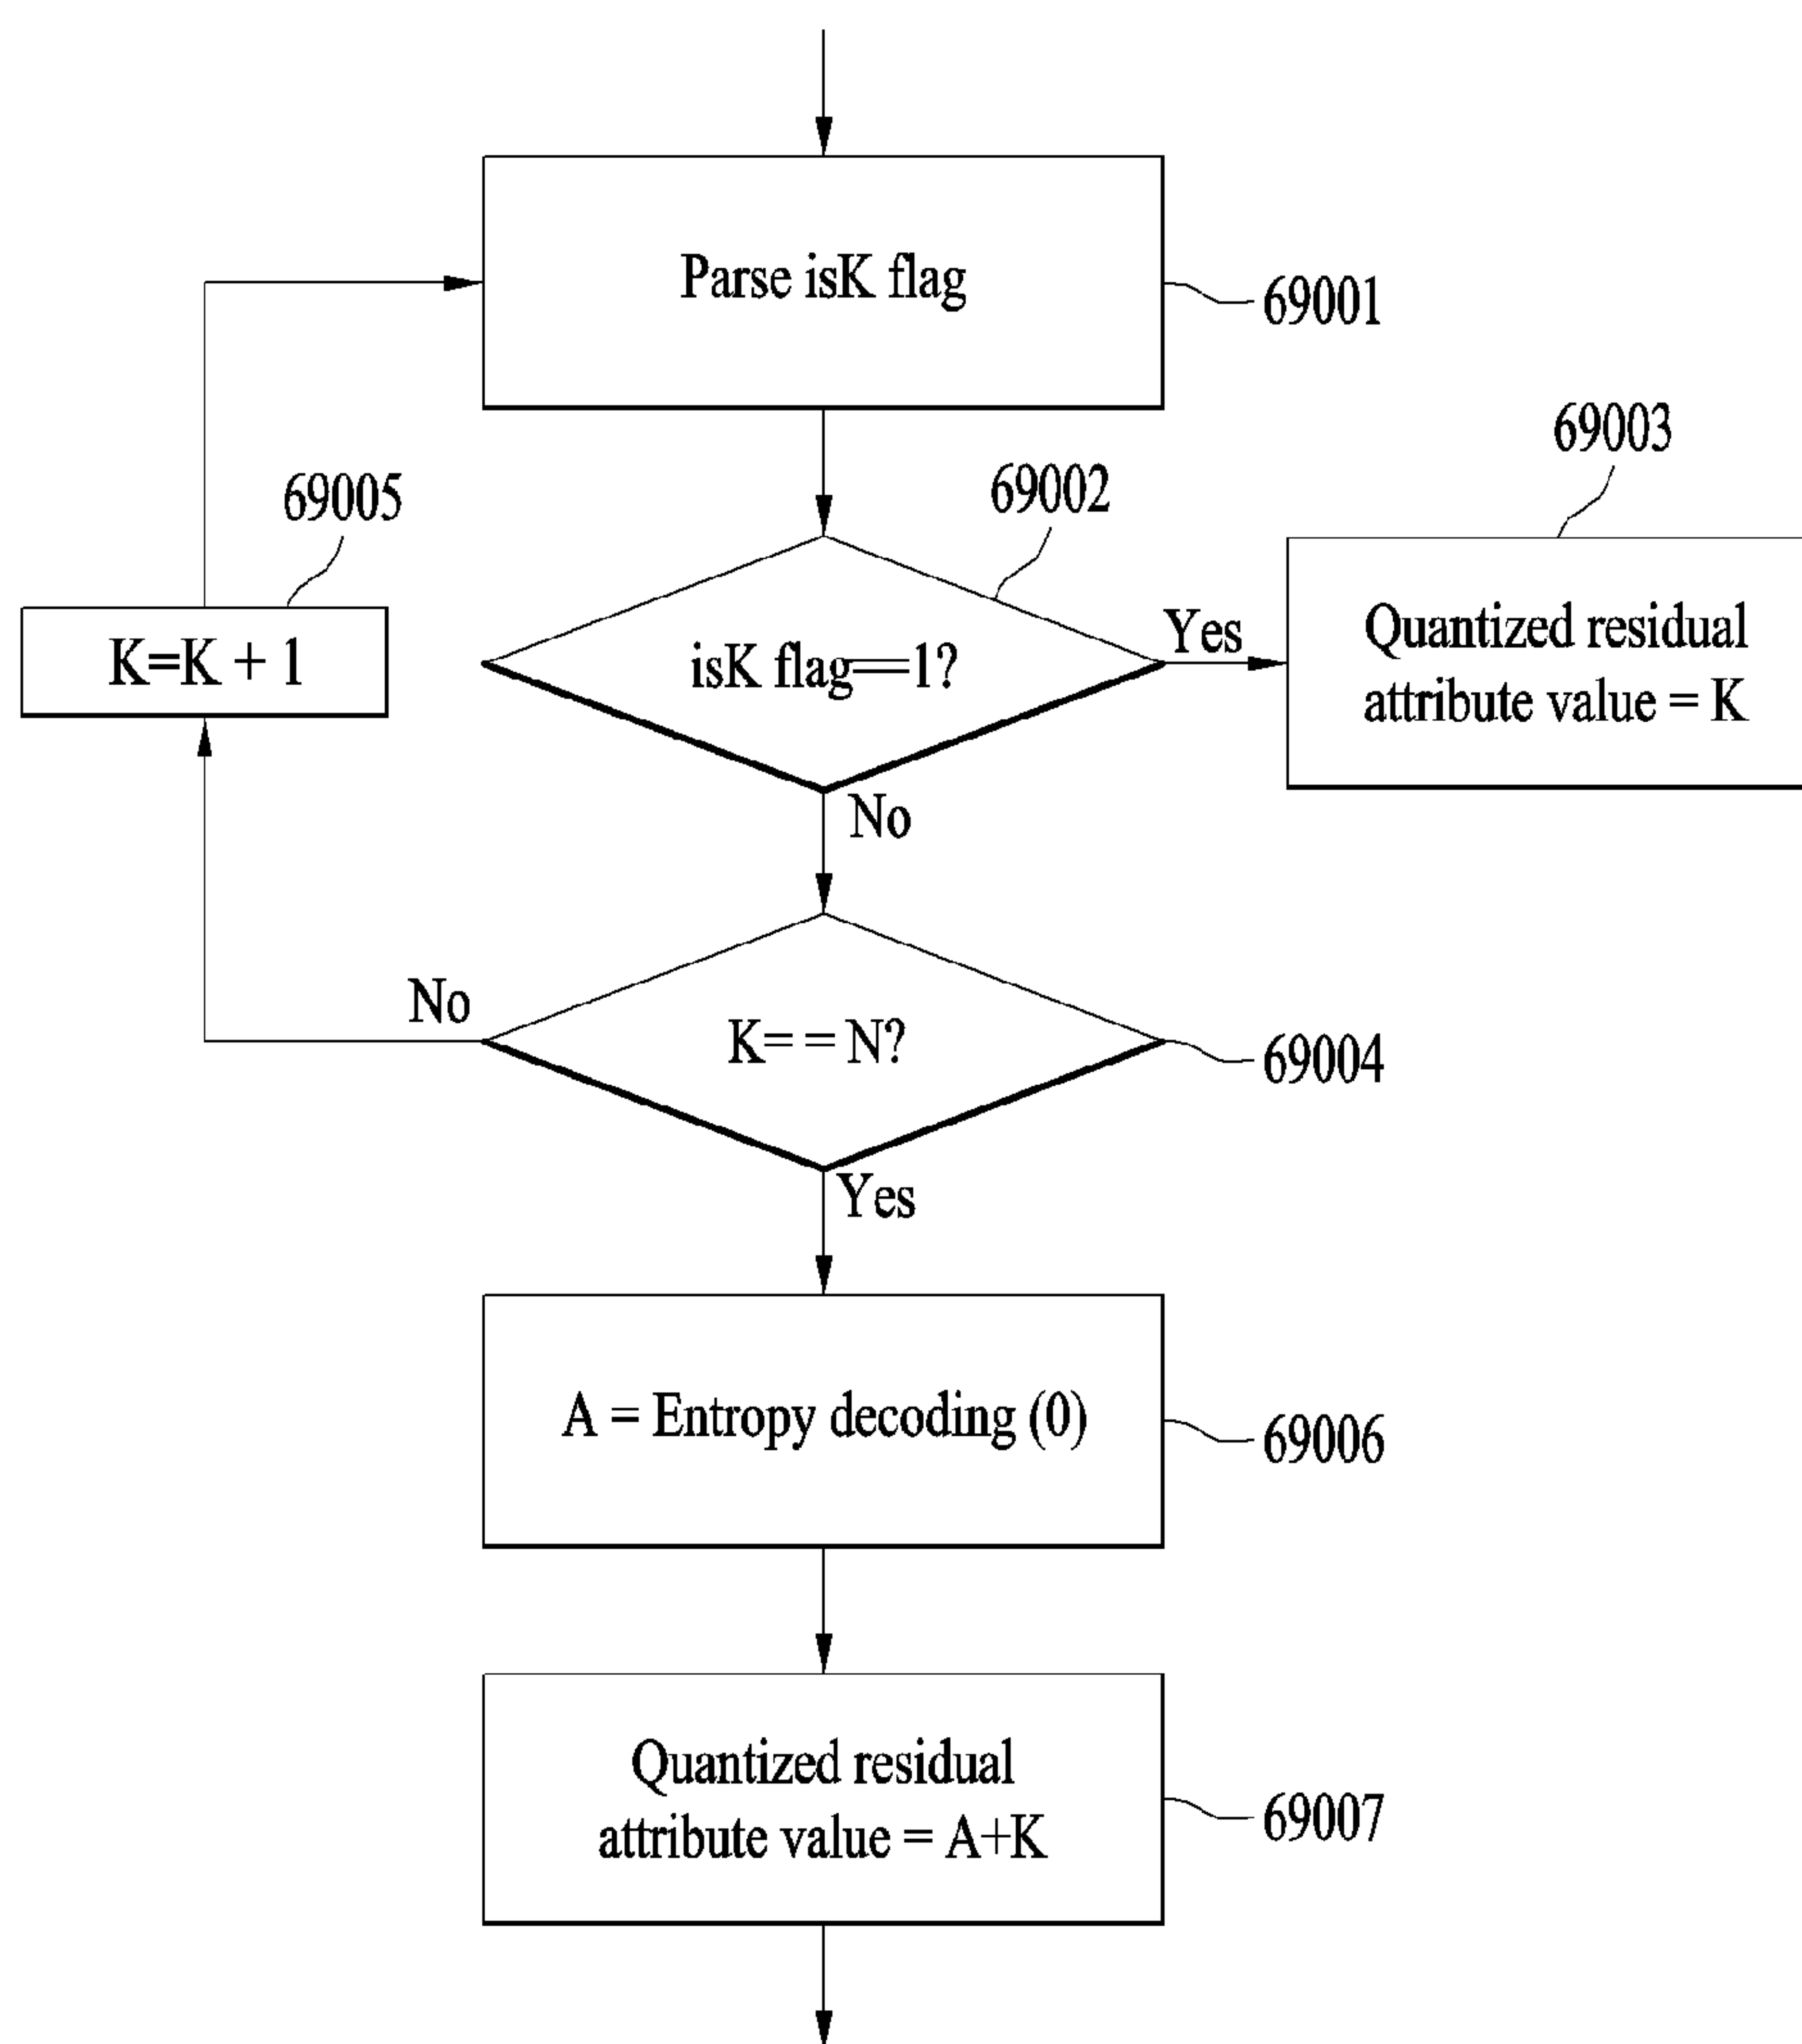 Parse isK flag
69001
69003
69002
69005
K=K + 1
isK flag==1?
Yes
Quantized residual
attribute value = K
No
No
K= = N?
69004
Yes
A = Entropy decoding (0)
69006
Quantized residual
attribute value = A+K
69007